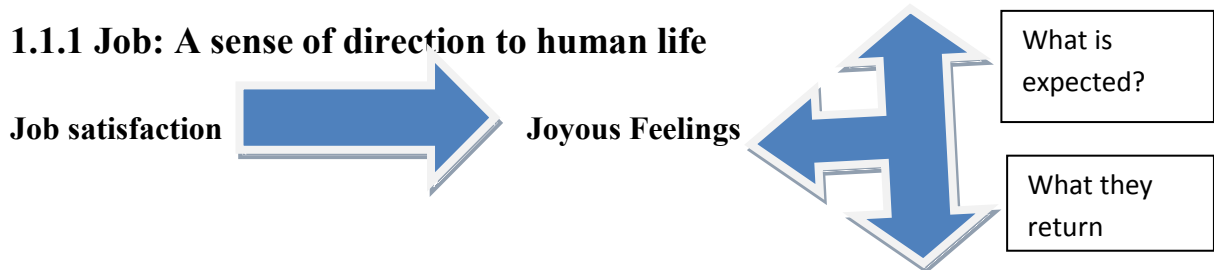 1.1.1 Job: A sense of direction to human life
What is
expected?
Job satisfaction
Joyous Feelings
What they
return